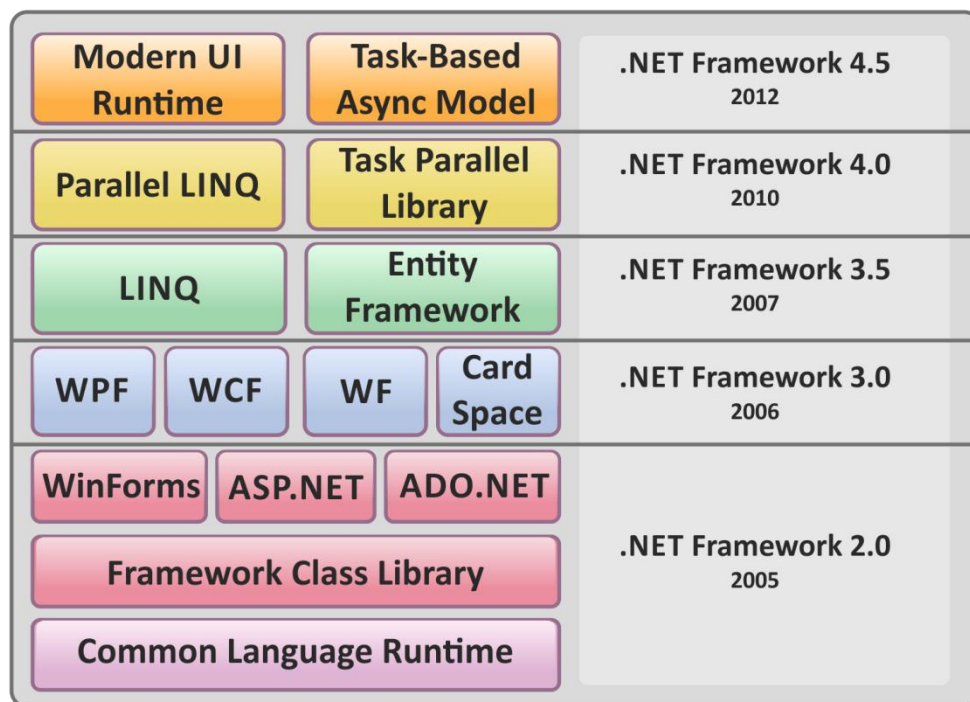 Modern UI
Runtime
Task-Based
Async Model
.NET Framework 4.5
2012
Parallel LINQ
Task Parallel
Library
.NET Framework 4.0
2010
LINQ
Entity
Framework
.NET Framework 3.5
2007
WPF
WCF
WF
Card
Space
.NET Framework 3.0
2006
WinForms
ASP.NET
ADO.NET
Framework Class Library
Common Language Runtime
.NET Framework 2.0
2005